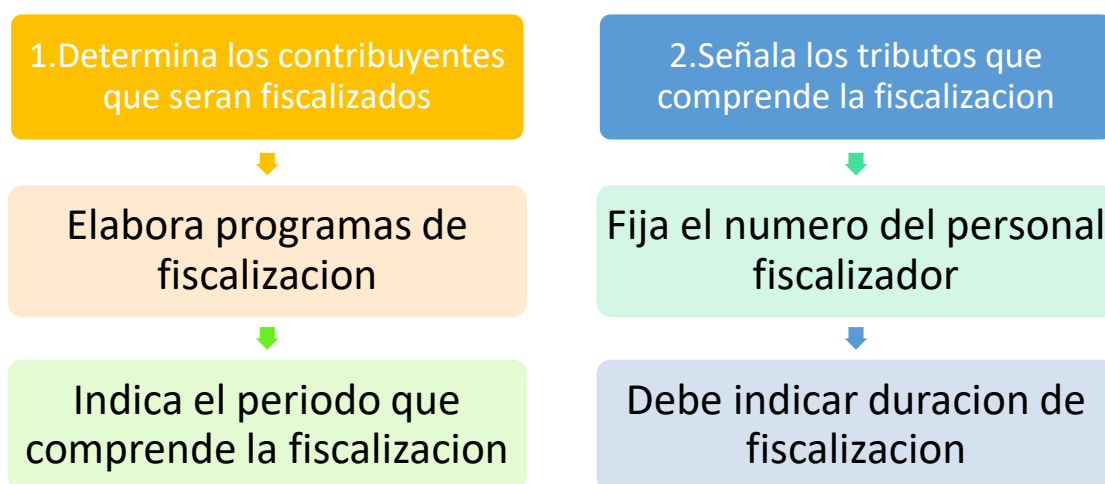 1.Determina los contribuyentes
que seran fiscalizados
Elabora programas de
fiscalizacion
Indica el periodo que
comprende la fiscalizacion
2.Señala los tributos que
comprende la fiscalizacion
Fija el numero del personal
fiscalizador
Debe indicar duracion de
fiscalizacion